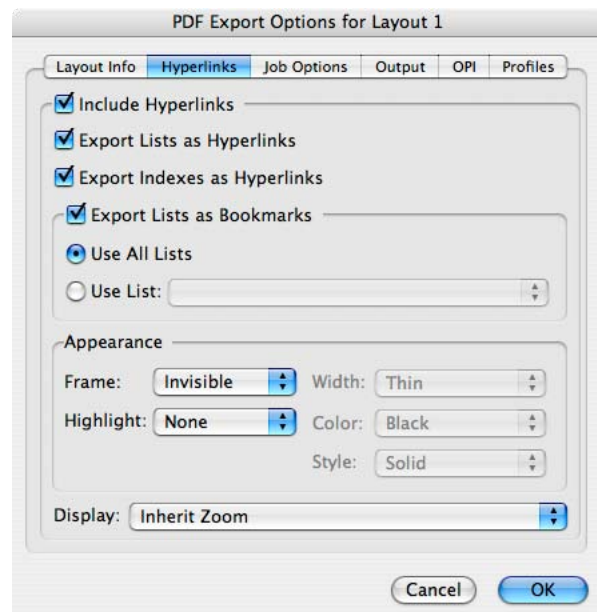 PDF Export Options for Layout 1
Layout Info Hyperlinks Job Options Output OPI Profiles
Include Hyperlinks
Export Lists as Hyperlinks
Export Indexes as Hyperlinks
Export Lists as Bookmarks
Use All Lists
Use List:
Appearance
Frame: Invisible Width: Thin
Highlight: None Color: Black
Style: Solid
Display: Inherit Zoom
Cancel OK